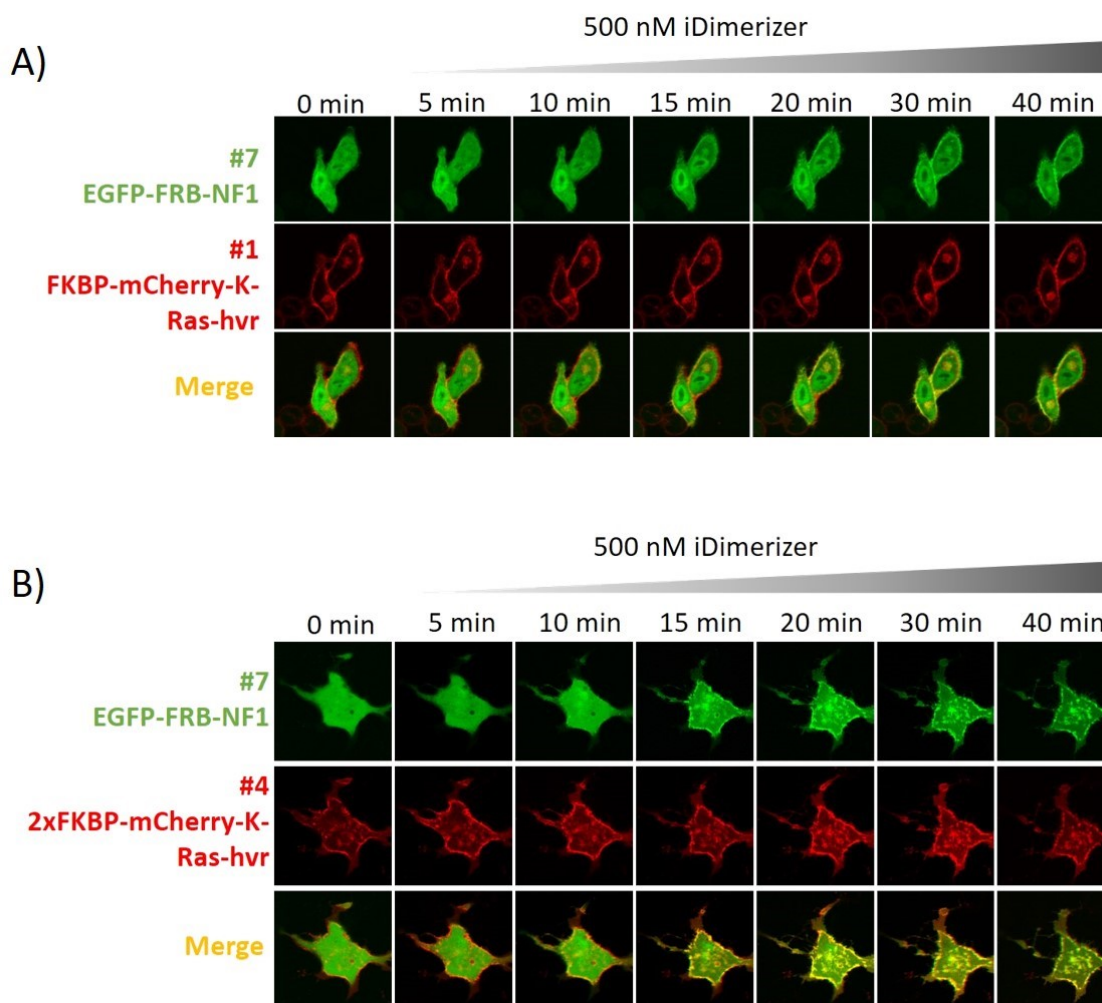 500 nM iDimerizer
A)
0 min 5 min 10 min 15 min 20 min 30 min 40 min
#7
EGFP-FRB-NF1
#1
FKBP-mCherry-K-
Ras-hvr
Merge
500 nM iDimerizer
B)
0 min 5 min 10 min 15 min 20 min 30 min 40 min
#7
EGFP-FRB-NF1
#4
2xFKBP-mCherry-K-
Ras-hvr
Merge